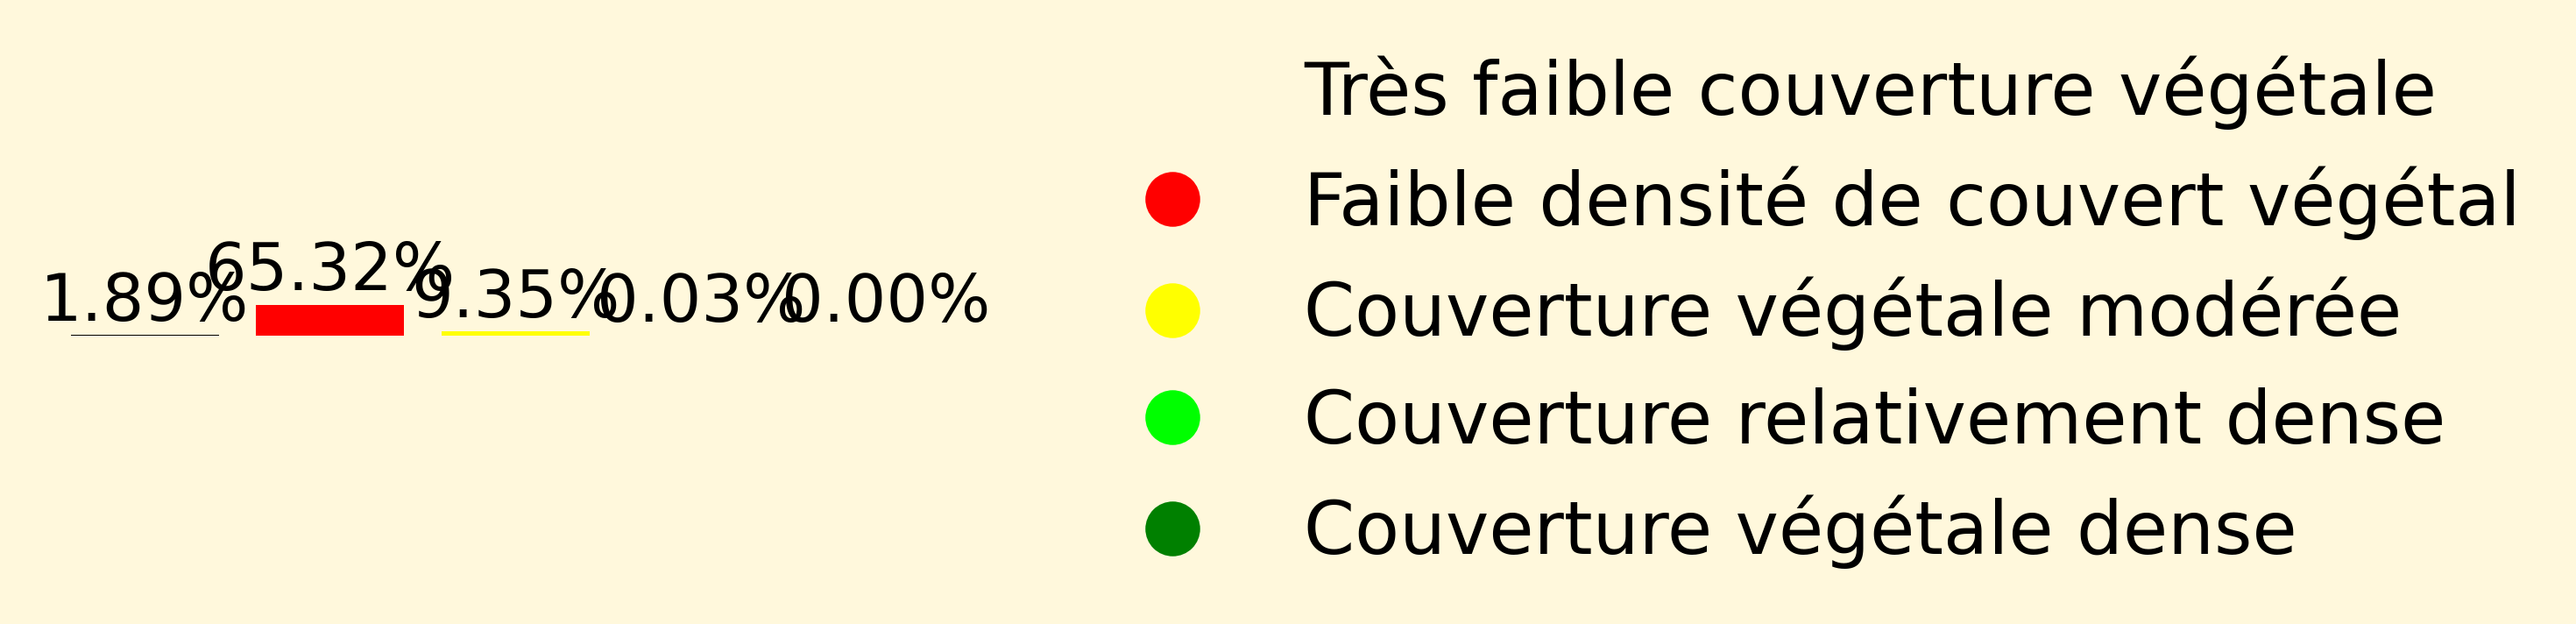 1.89%
65.32%
9.35%
0.03%
0.00%
Très faible couverture végétale
Faible densité de couvert végétal
Couverture végétale modérée
Couverture relativement dense
Couverture végétale dense